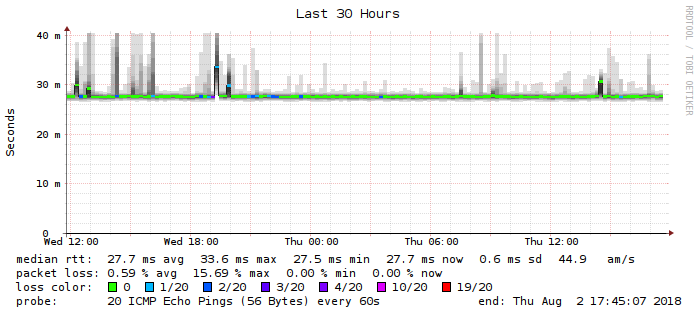 Last 30 Hours
RRDTOOL / TOBI OETIKER
Seconds
40 m
30 m
20 m
10 m
0
Wed 12:00 Wed 18:00 Thu 00:00 Thu 06:00 Thu 12:00
median rtt: 27.7 ms avg 33.6 ms max 27.5 ms min 27.7 ms now 0.6 ms sd 44.9 am/s
packet loss: 0.59 % avg 15.69 % max 0.00 % min 0.00 % now
loss color: 0 1/20 2/20 3/20 4/20 10/20 19/20
probe: 20 ICMP Echo Pings (56 Bytes) every 60s end: Thu Aug 2 17:45:07 2018